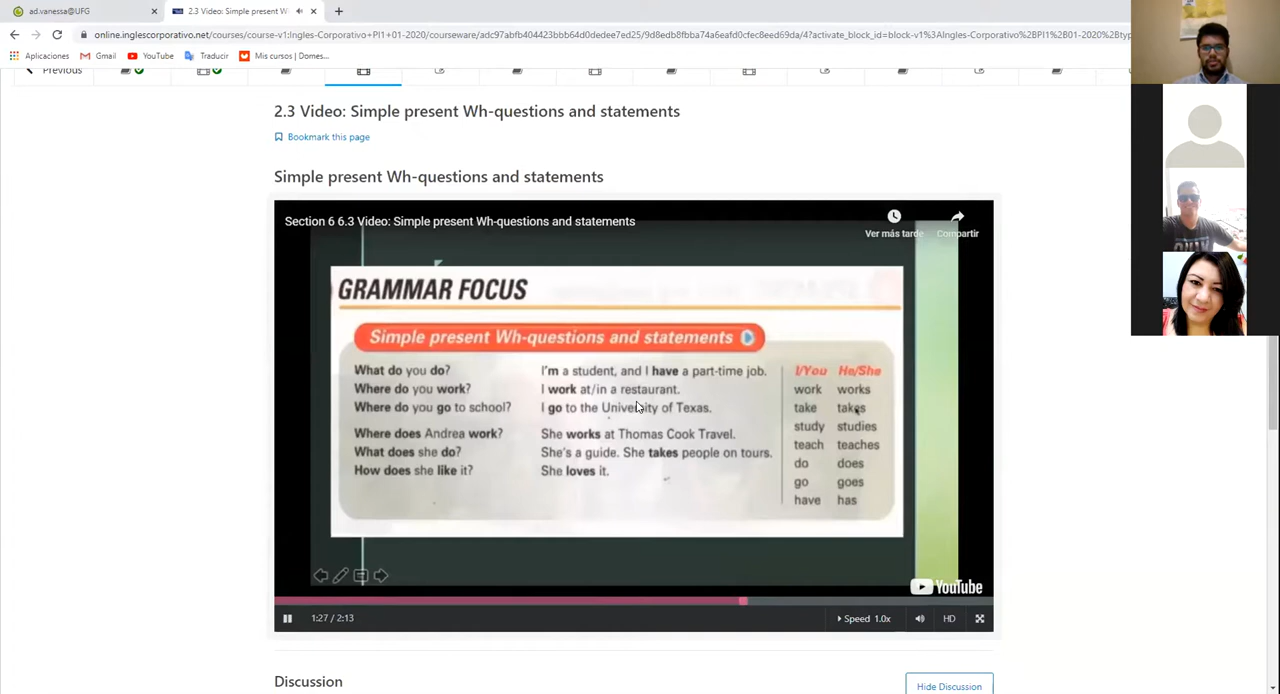 ad.vanessa@UFG
2.3 Video: Simple present W
online.inglescorporativo.net/courses/course-v1:Ingles-Corporativo+PI1+01-2020/courseware/adc97abfb404423bbb64d0dedee7ed25/9d8edb8fbba74a6eafd0cfec8eed69da/4?activate_block_id=block-v1%3AIngles-Corporativo%2BPI1%2B01-2020%2Btyp
Aplicaciones
Gmail
YouTube
Traducir
Mis cursos | Domes...
Previous
2.3 Video: Simple present Wh-questions and statements
Bookmark this page
Simple present Wh-questions and statements
Section 6 6.3 Video: Simple present Wh-questions and statements
Ver más tarde
Compartir
GRAMMAR FOCUS
Simple present Wh-questions and statements
What do you do? I'm a student, and I have a part-time job.
Where do you work? I work at/in a restaurant.
Where do you go to school? I go to the University of Texas.
Where does Andrea work? She works at Thomas Cook Travel.
What does she do? She's a guide. She takes people on tours.
How does she like it? She loves it.
I/You He/She
work works
take takes
study studies
teach teaches
do does
go goes
have has
YouTube
1:27 / 2:13
Speed 1.0x
HD
Discussion
Hide Discussion